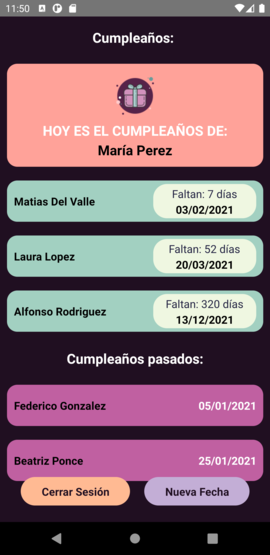 11:50
Cumpleaños:
HOY ES EL CUMPLEAÑOS DE:
María Perez
Matias Del Valle
Faltan: 7 días
03/02/2021
Laura Lopez
Faltan: 52 días
20/03/2021
Alfonso Rodriguez
Faltan: 320 días
13/12/2021
Cumpleaños pasados:
Federico Gonzalez
05/01/2021
Beatriz Ponce
25/01/2021
Cerrar Sesión
Nueva Fecha